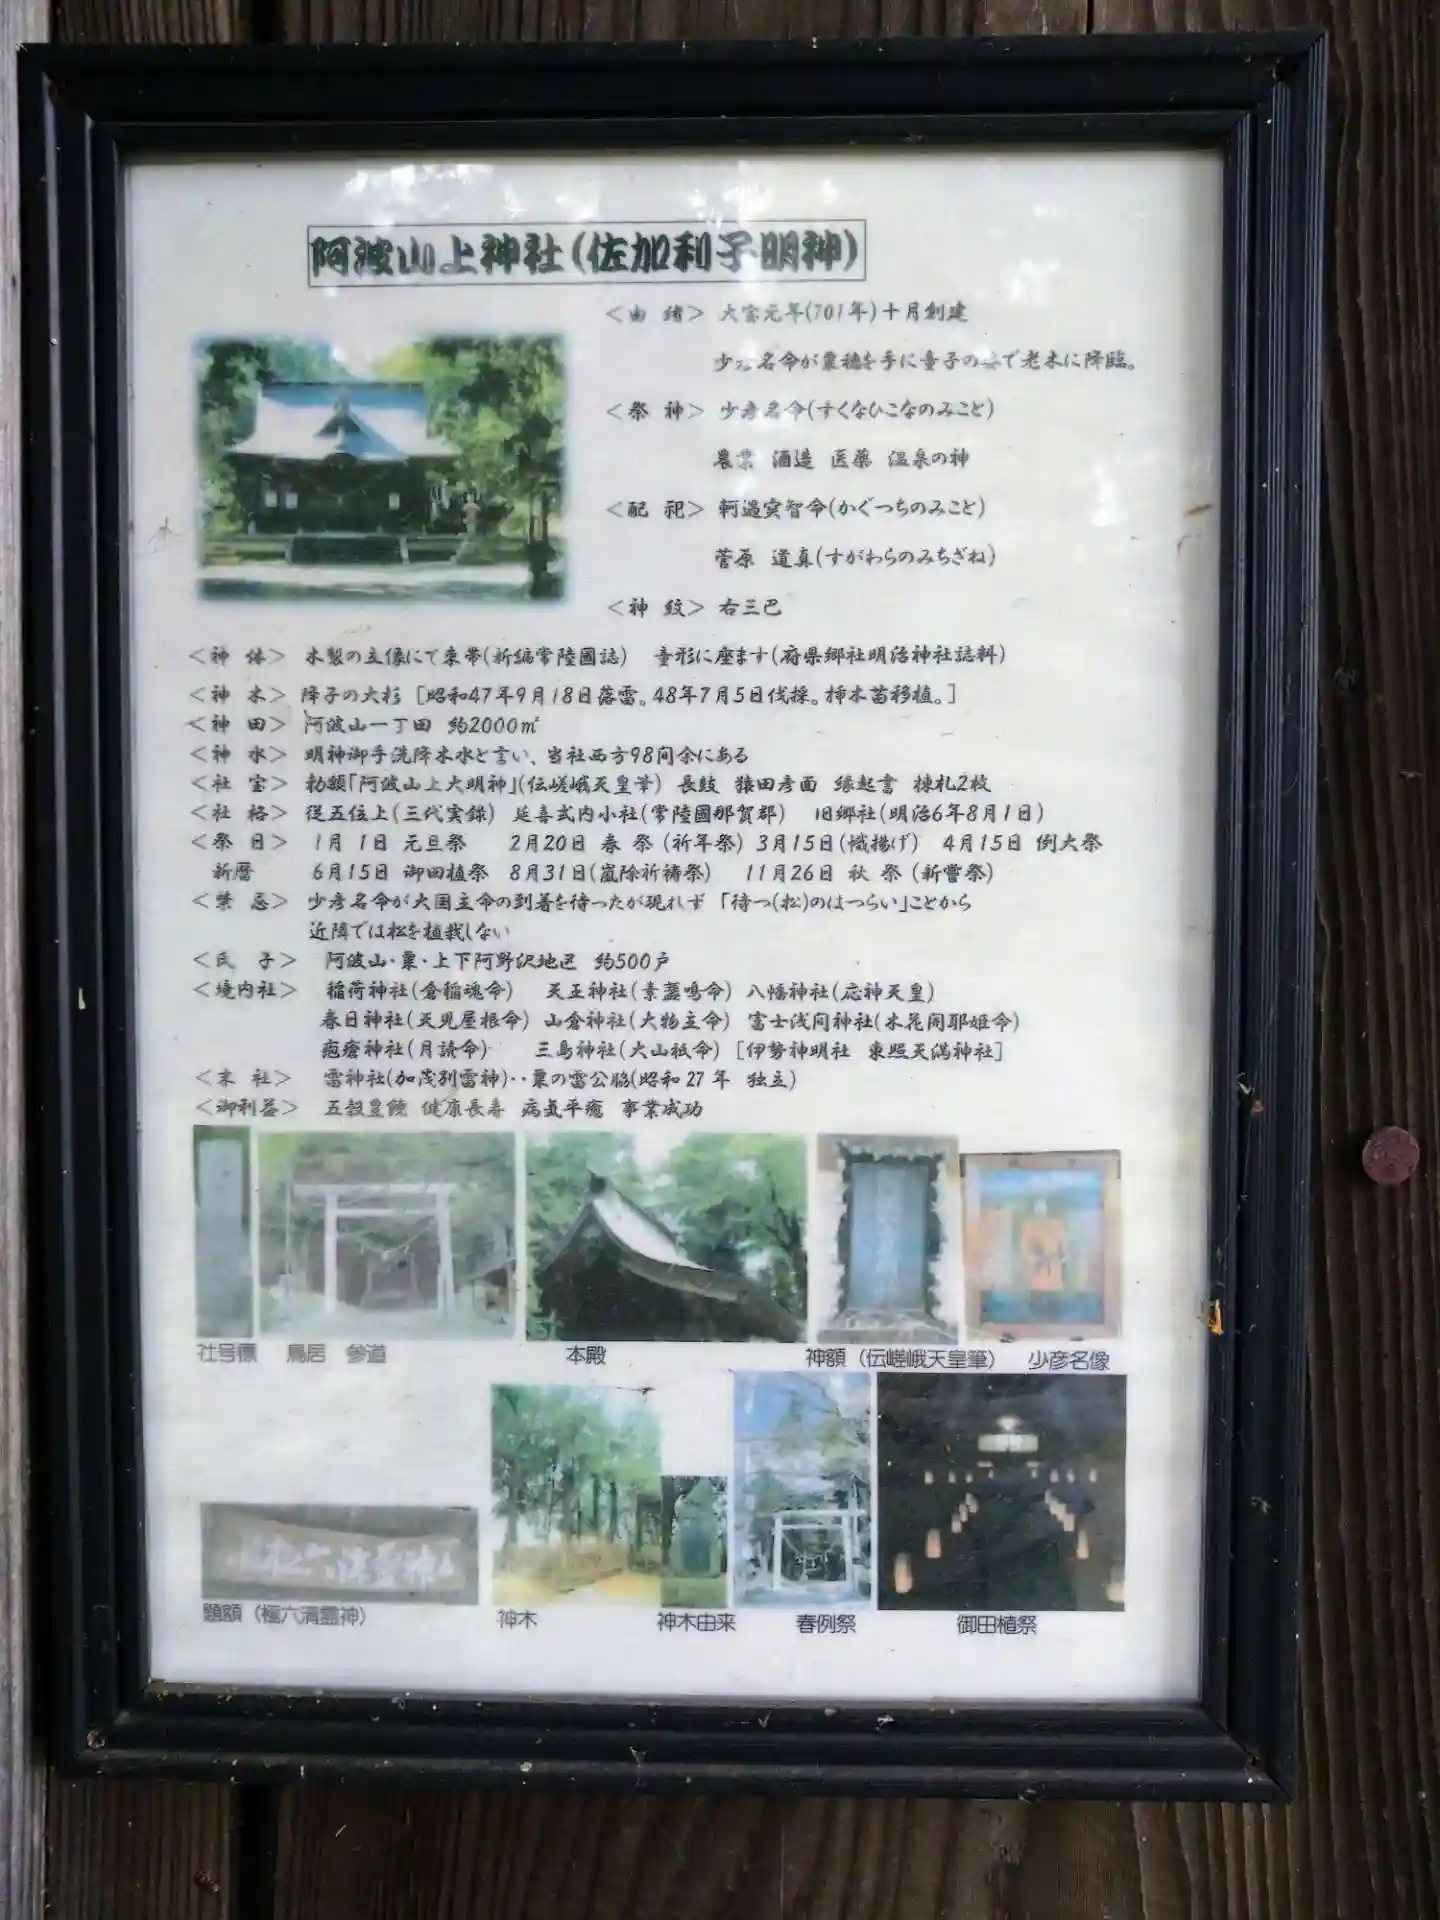 阿波山上神社(佐加利子明神)
<由 緒> 大宝元年(701年)十月創建
少彦名命が粟穂を手に童子の姿で老木に降臨。
<祭 神> 少彦名命(すくなひこなのみこと)
農業 酒造 医薬 温泉の神
<配 祀> 軻遇突智命(かぐつちのみこと)
菅原 道真(すがわらのみちざね)
<神 紋> 右三巴
<神 体> 木製の立像にて束帯(新編常陸國誌) 童形に座ます(府県郷社明治神社誌料)
<神 木> 降子の大杉 [昭和47年9月18日落雷。48年7月5日伐採。挿木苗移植。]
<神 田> 阿波山一丁田 約2000㎡
<神 水> 明神御手洗降木水と言い、当社西方98間余にある
<社 宝> 勅額「阿波山上大明神」(伝嵯峨天皇筆) 長鼓 猿田彦面 縁起書 棟札2枚
<社 格> 従五位上(三代実録) 延喜式内小社(常陸國那賀郡) 旧郷社(明治6年8月1日)
<祭 日> 1月 1日 元旦祭 2月20日 春 祭 (祈年祭) 3月15日(幟揚げ) 4月15日 例大祭
新暦 6月15日 御田植祭 8月31日(嵐除祈祷祭) 11月26日 秋 祭 (新嘗祭)
<禁 忌> 少彦名命が大国主命の到着を待ったが現れず 「待つ(松)のはつらい」ことから
近隣では松を植栽しない
<氏 子> 阿波山・粟・上下阿野沢地区 約500戸
<境内社> 稲荷神社(倉稲魂命) 天王神社(素盞鳴命) 八幡神社(応神天皇)
春日神社(天児屋根命) 山倉神社(大物主命) 富士浅間神社(木花開耶姫命)
疱瘡神社(月読命) 三島神社(大山祇命) [伊勢神明社 東照天満神社]
<末 社> 雷神社(加茂別雷神)‥粟の雷公脇(昭和 27 年 独立)
<御利益> 五穀豊饒 健康長寿 病気平癒 事業成功
社号標 鳥居 参道 本殿 神額(伝嵯峨天皇筆) 少彦名像
題額(極六清霊神) 神木 神木由来 春例祭 御田植祭